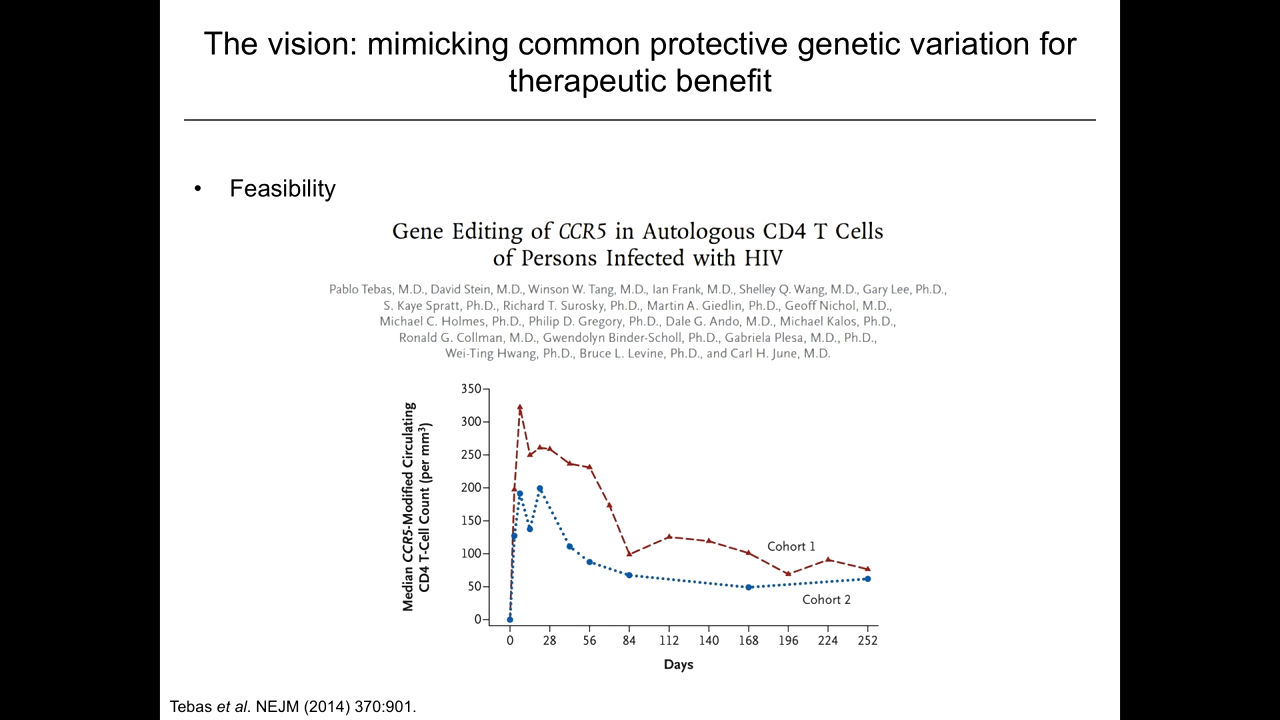 The vision: mimicking common protective genetic variation for
therapeutic benefit
• Feasibility
Gene Editing of CCR5 in Autologous CD4 T Cells
of Persons Infected with HIV
Pablo Tebas, M.D., David Stein, M.D., Winson W. Tang, M.D., Ian Frank, M.D., Shelley Q. Wang, M.D., Gary Lee, Ph.D.,
S. Kaye Spratt, Ph.D., Richard T. Surosky, Ph.D., Martin A. Giedlin, Ph.D., Geoff Nichol, M.D.,
Michael C. Holmes, Ph.D., Philip D. Gregory, Ph.D., Dale G. Ando, M.D., Michael Kalos, Ph.D.,
Ronald G. Collman, M.D., Gwendolyn Binder-Scholl, Ph.D., Gabriela Plesa, M.D., Ph.D.,
Wei-Ting Hwang, Ph.D., Bruce L. Levine, Ph.D., and Carl H. June, M.D.
Median CCR5-Modified Circulating
CD4 T-Cell Count (per mm³)
350
300
250
200
150
100
50
0
Cohort 1
Cohort 2
0 28 56 84 112 140 168 196 224 252
Days
Tebas et al. NEJM (2014) 370:901.